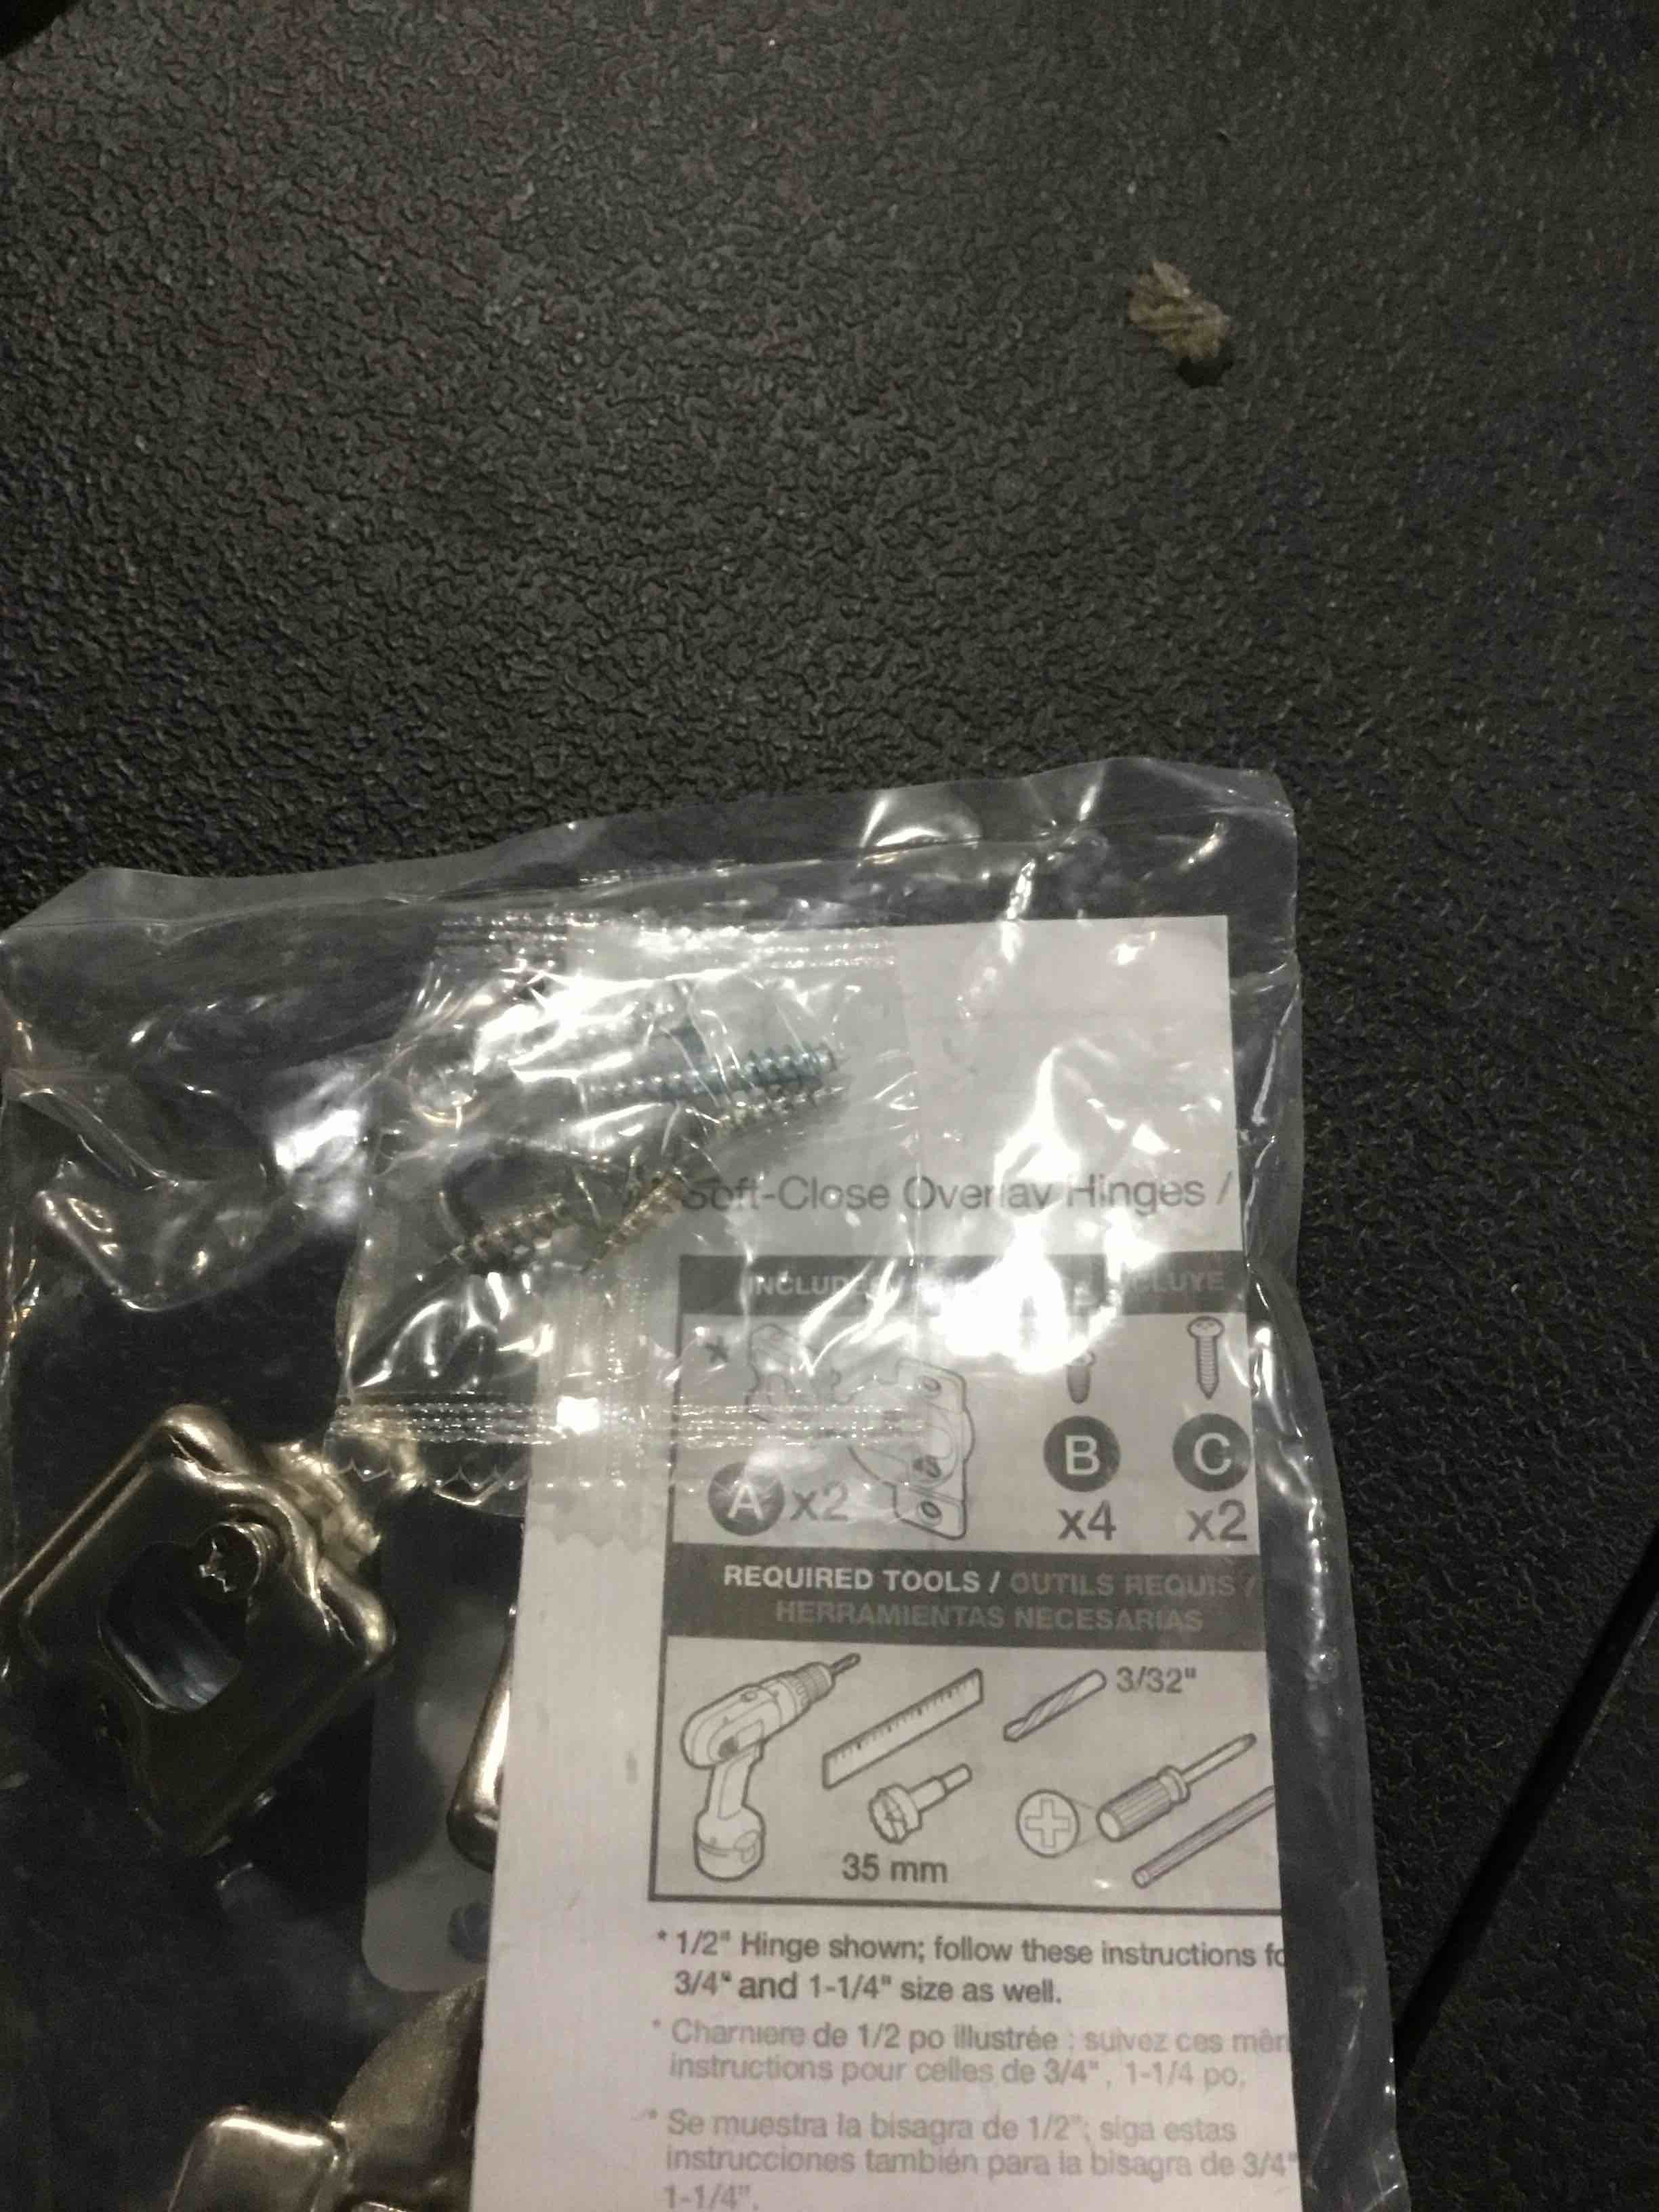 Soft-Close Overlay Hinges /
INCLUYE
A x2
B x4
C x2
REQUIRED TOOLS / OUTILS REQUIS /
HERRAMIENTAS NECESARIAS
3/32"
35 mm
* 1/2" Hinge shown; follow these instructions fo
3/4" and 1-1/4" size as well.
* Charniere de 1/2 po illustrée : suivez ces mêm
instructions pour celles de 3/4", 1-1/4 po.
* Se muestra la bisagra de 1/2"; siga estas
instrucciones también para la bisagra de 3/4"
1-1/4".